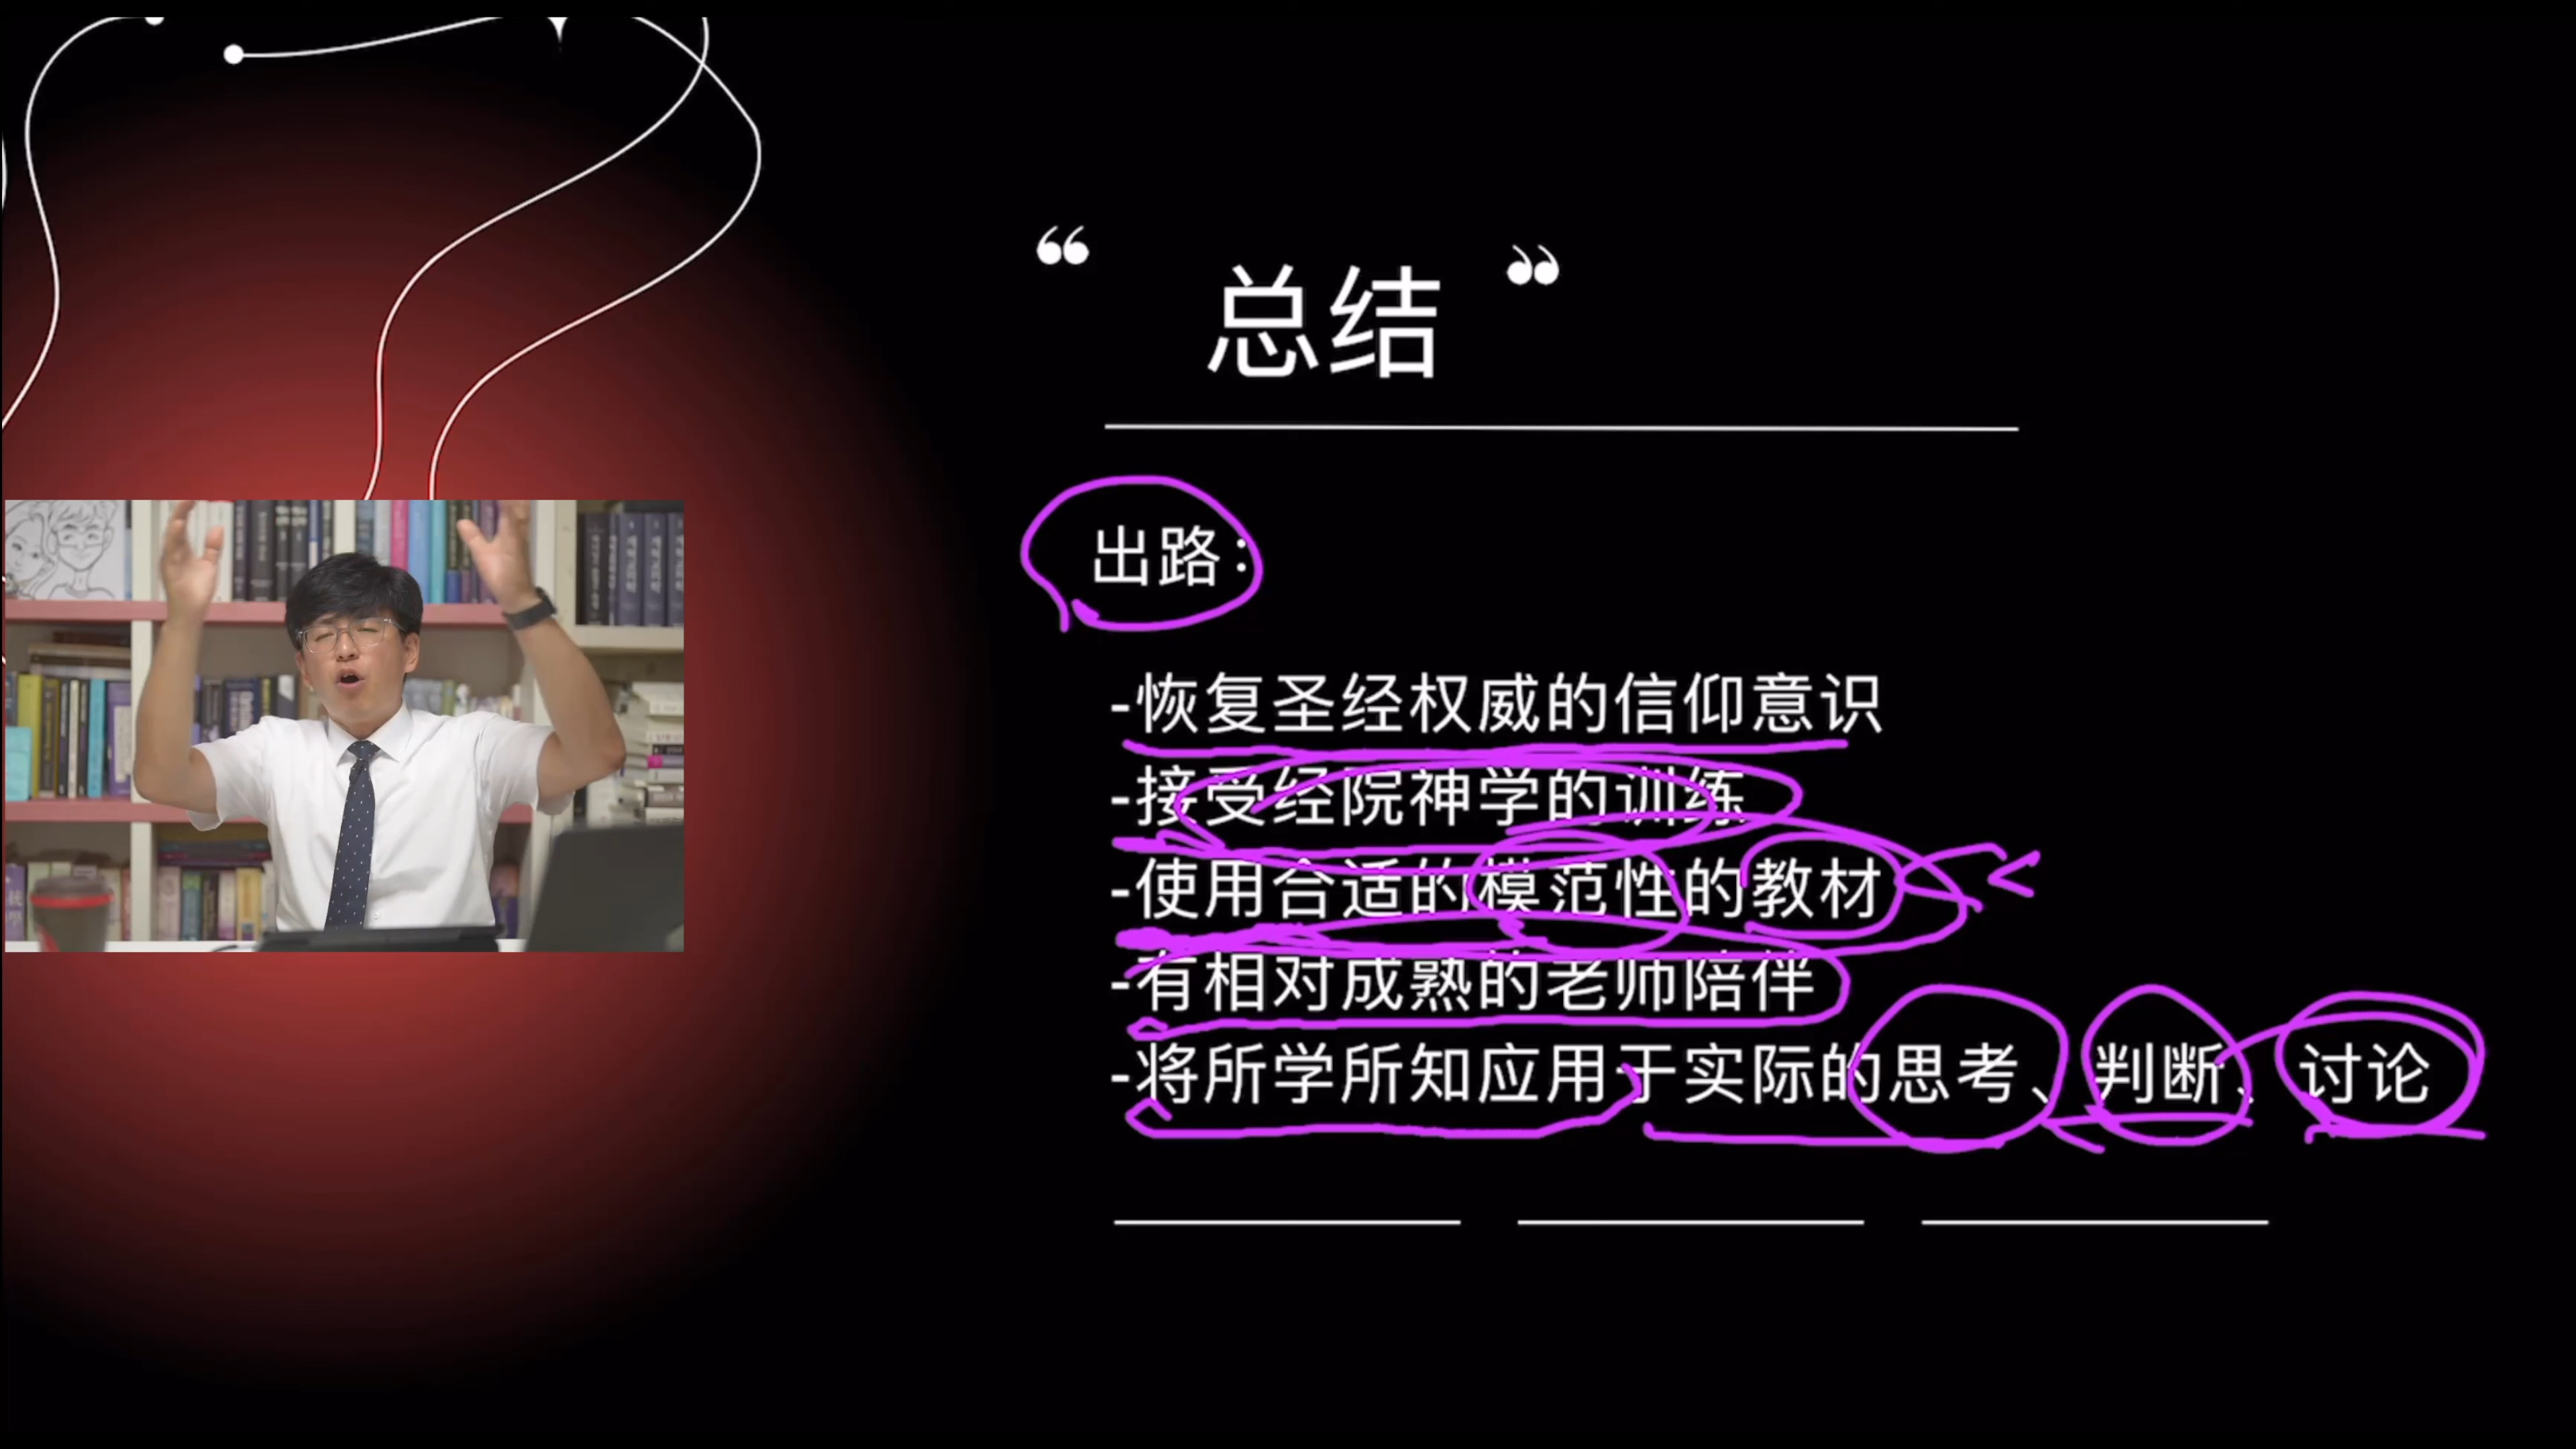 “ 总结 ”
出路：
-恢复圣经权威的信仰意识
-接受经院神学的训练
-使用合适的模范性的教材
-有相对成熟的老师陪伴
-将所学所知应用于实际的思考、判断、讨论